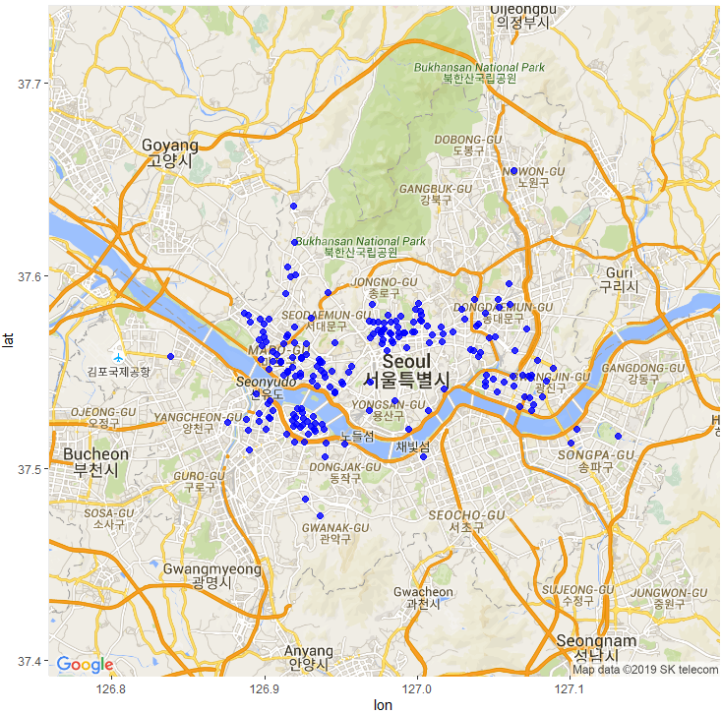 Uijeongbu
의정부시
37.7
Bukhansan National Park
북한산국립공원
Goyang
고양시
DOBONG-GU
도봉구
NOWON-GU
노원구
GANGBUK-GU
강북구
Bukhansan National Park
북한산국립공원
37.6
JONGNO-GU
종로구
Guri
구리시
SEODAEMUN-GU
서대문구
DONGDAEMUN-GU
동대문구
lat
MAPO-GU
Seoul
서울특별시
김포국제공항
Seonyudo
선유도
GWANGJIN-GU
광진구
GANGDONG-GU
강동구
OJEONG-GU
오정구
YANGCHEON-GU
양천구
YONGSAN-GU
용산구
노들섬
채빛섬
Bucheon
부천시
SONGPA-GU
송파구
37.5
GURO-GU
구로구
DONGJAK-GU
동작구
SOSA-GU
소사구
GWANAK-GU
관악구
SEOCHO-GU
서초구
Gwangmyeong
광명시
Gwacheon
과천시
SUJEONG-GU
수정구
JUNGWON-GU
중원구
Anyang
안양시
Seongnam
성남시
37.4
Google
Map data ©2019 SK telecom
126.8
126.9
127.0
127.1
lon